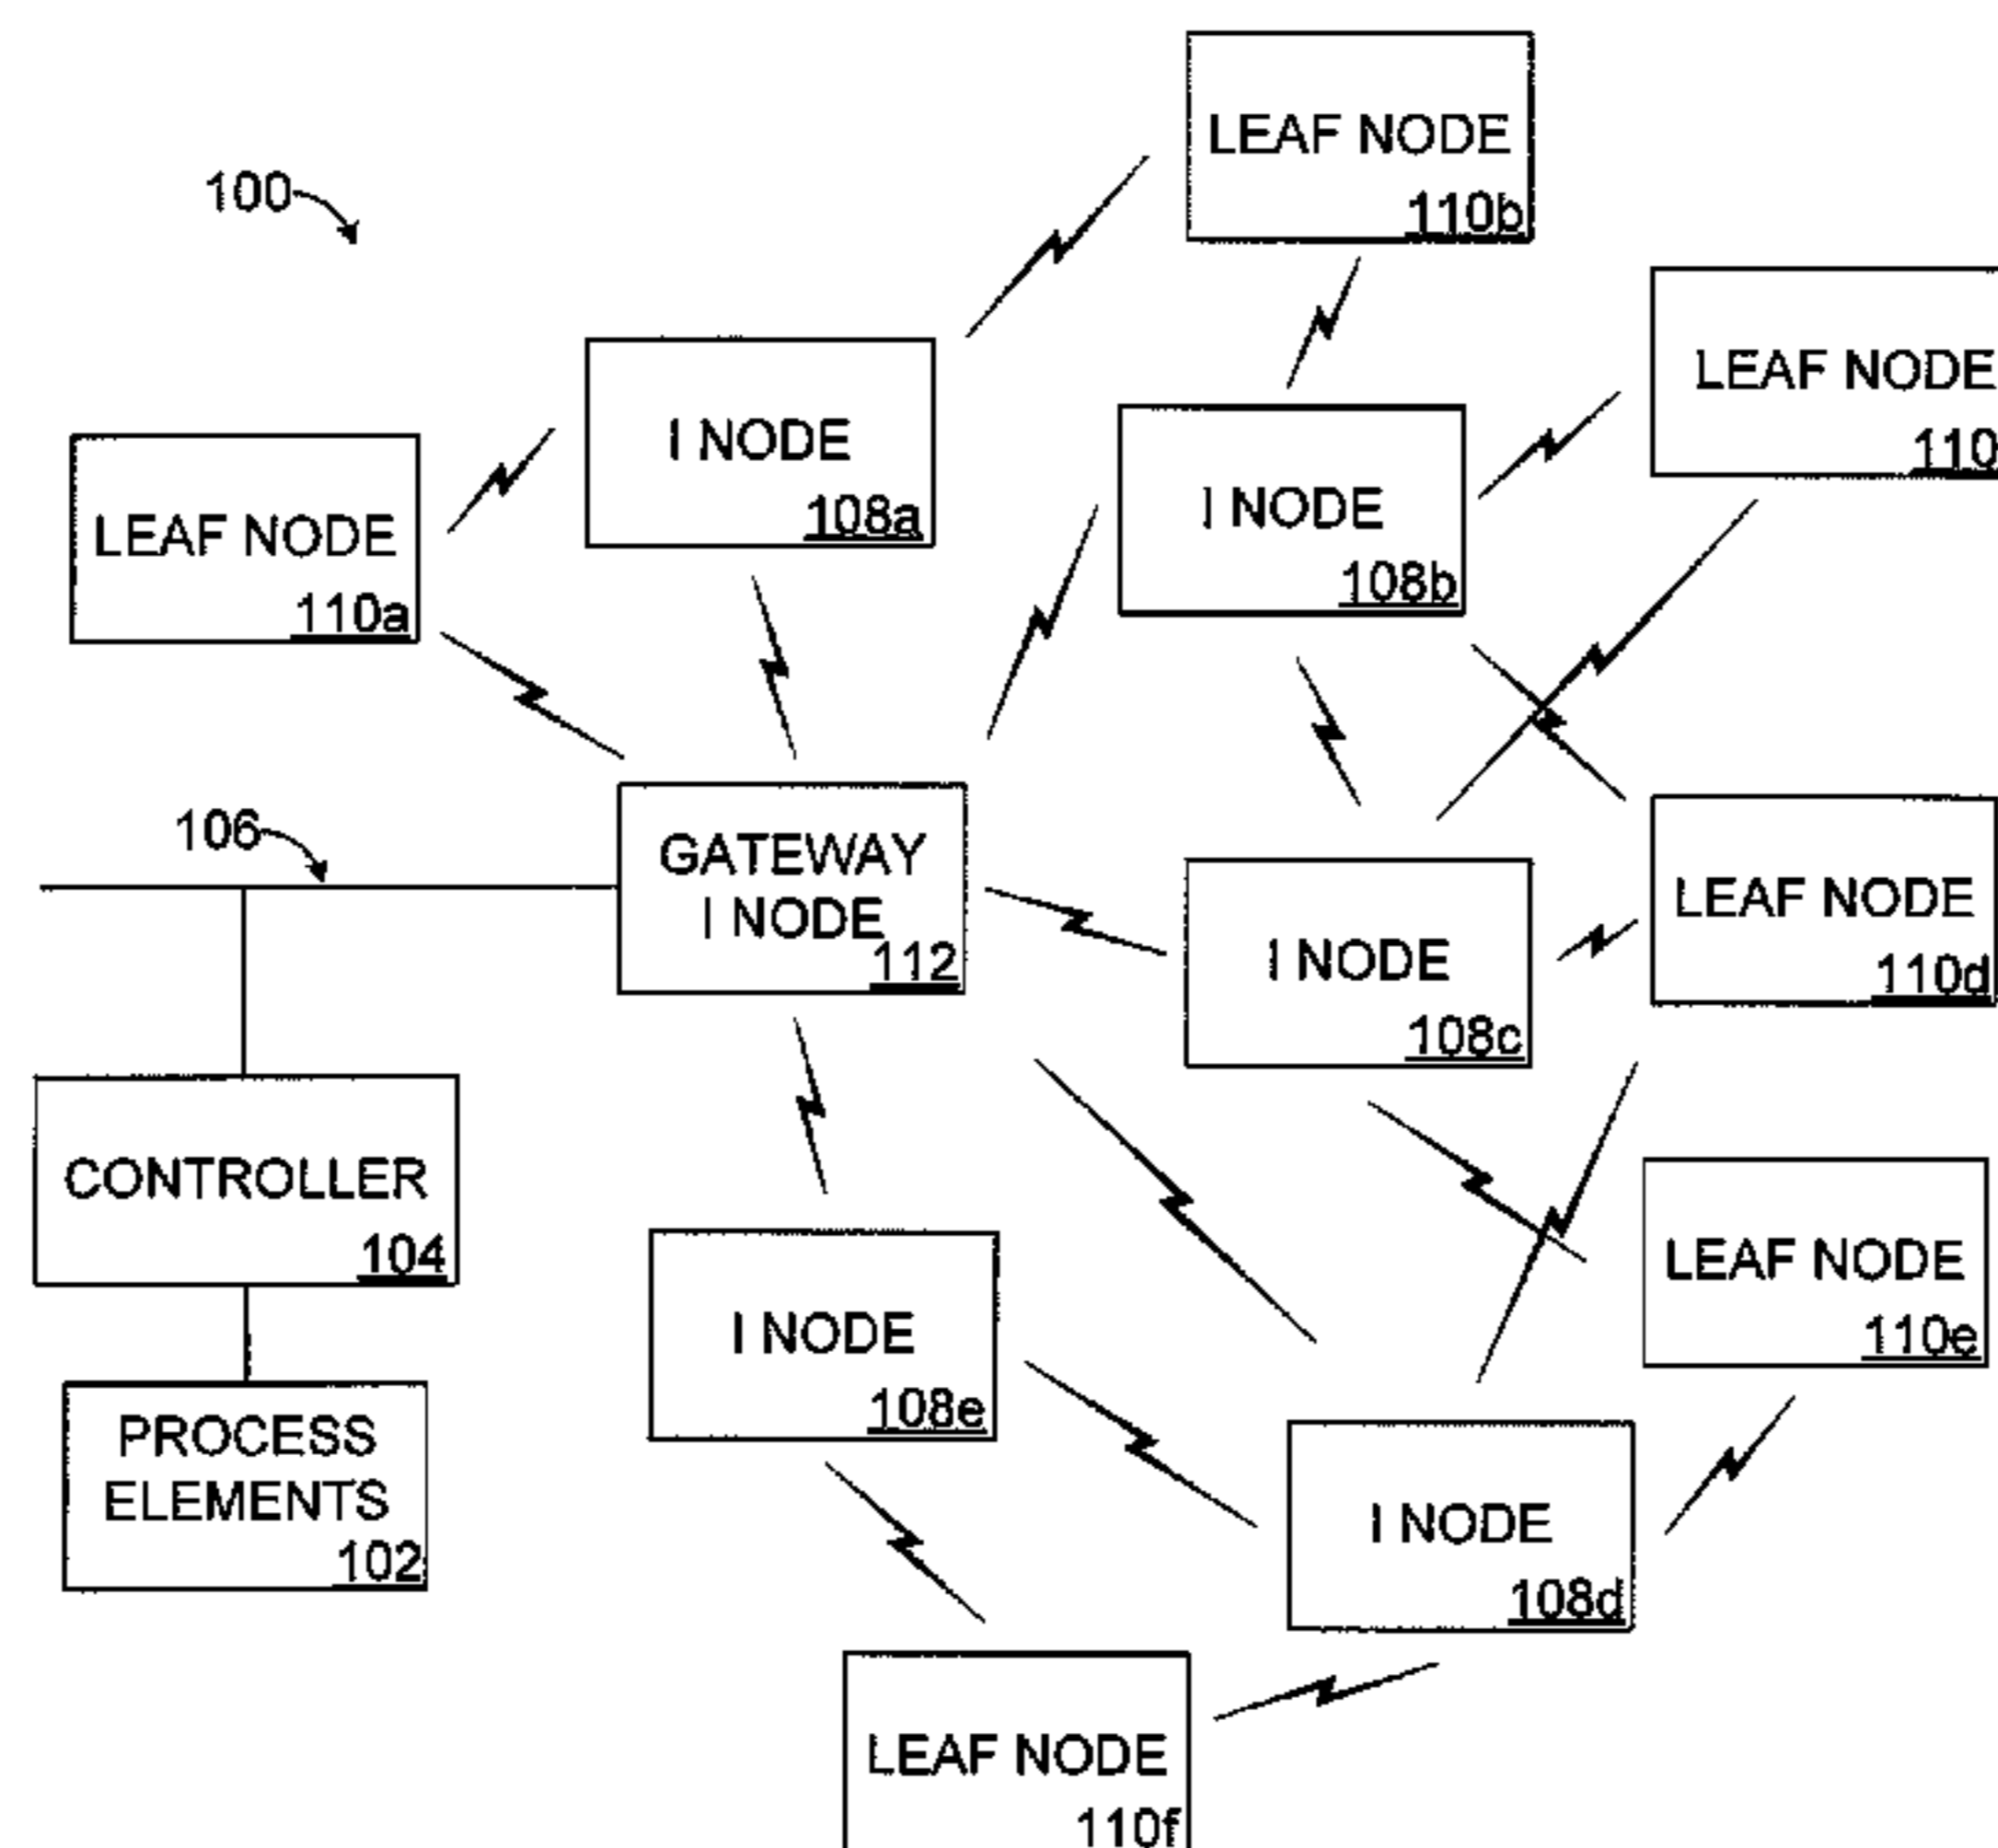 100
LEAF NODE
110b
LEAF NODE
110
I NODE
108a
I NODE
108b
LEAF NODE
110a
106
GATEWAY
I NODE
112
LEAF NODE
110d
I NODE
108c
CONTROLLER
104
LEAF NODE
110e
I NODE
108e
PROCESS
ELEMENTS
102
I NODE
108d
LEAF NODE
110f